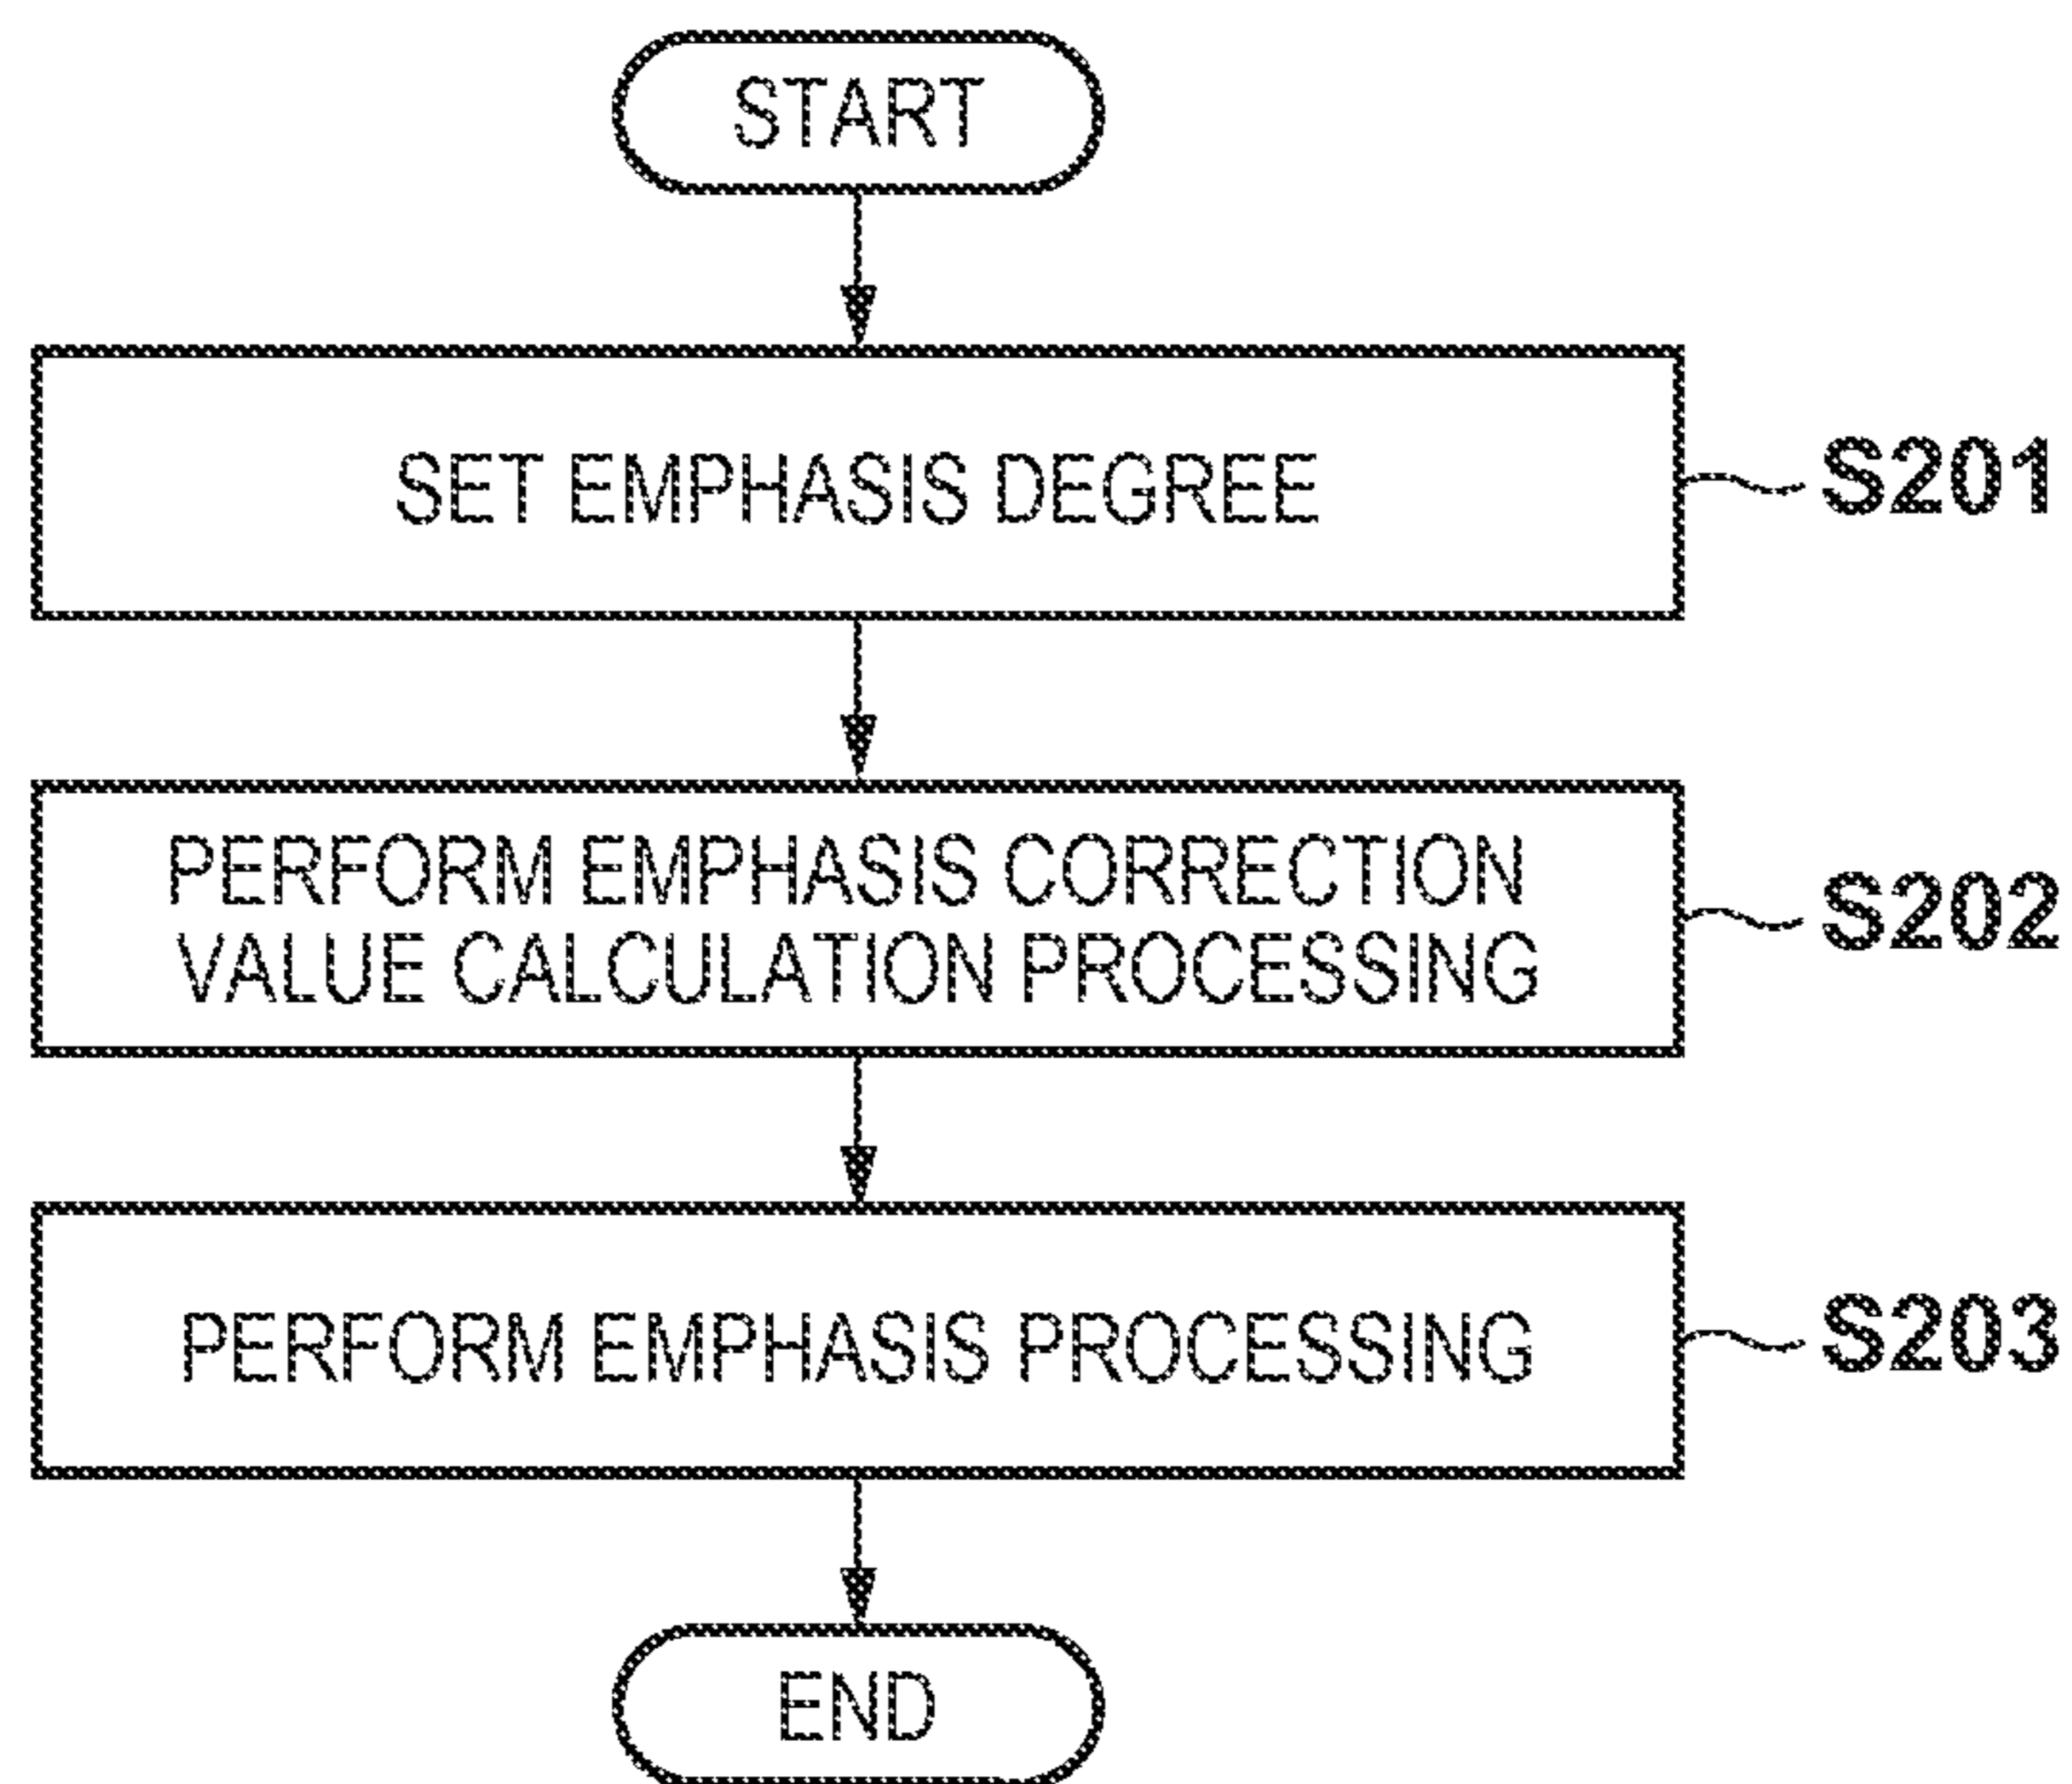 START
SET EMPHASIS DEGREE
S201
PERFORM EMPHASIS CORRECTION
VALUE CALCULATION PROCESSING
S202
PERFORM EMPHASIS PROCESSING
S203
END